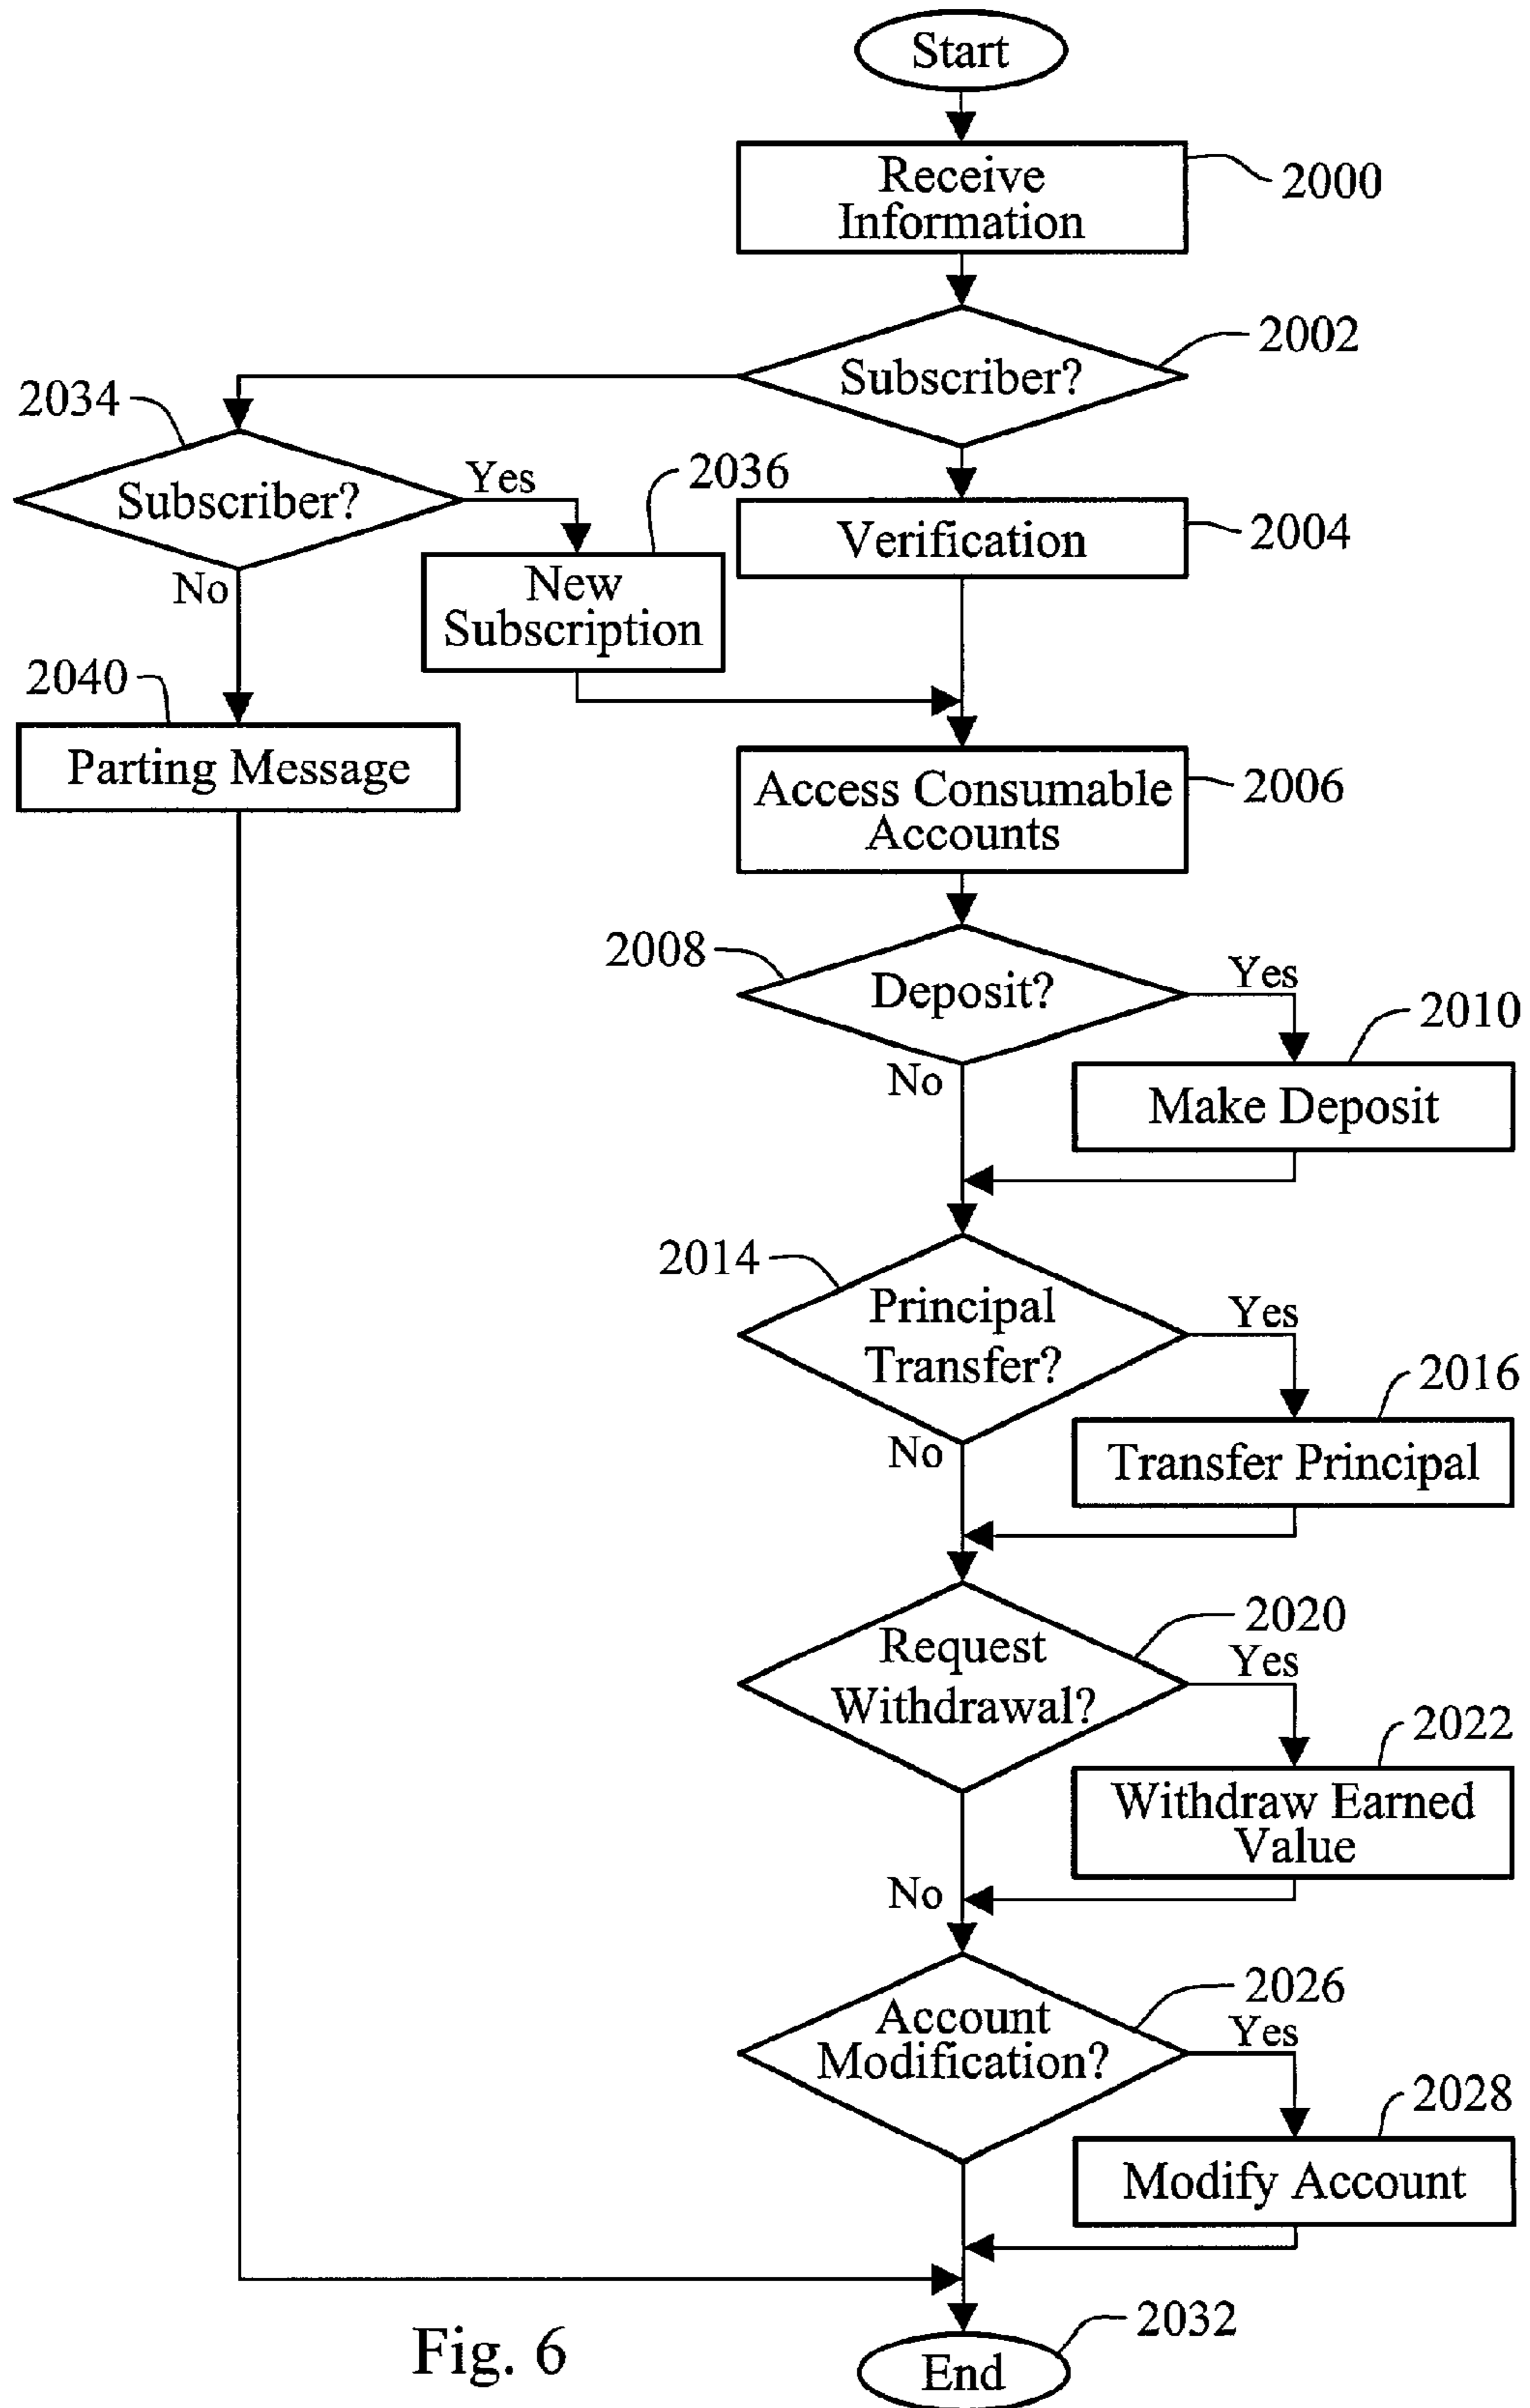 Start
Receive
Information
2000
Subscriber?
2002
2034
Subscriber?
Yes
No
2036
New
Subscription
Verification
2004
2040
Parting Message
Access Consumable
Accounts
2006
2008
Deposit?
Yes
No
2010
Make Deposit
2014
Principal
Transfer?
Yes
No
2016
Transfer Principal
Request
Withdrawal?
2020
Yes
No
2022
Withdraw Earned
Value
Account
Modification?
2026
Yes
2028
Modify Account
2032
End
Fig. 6